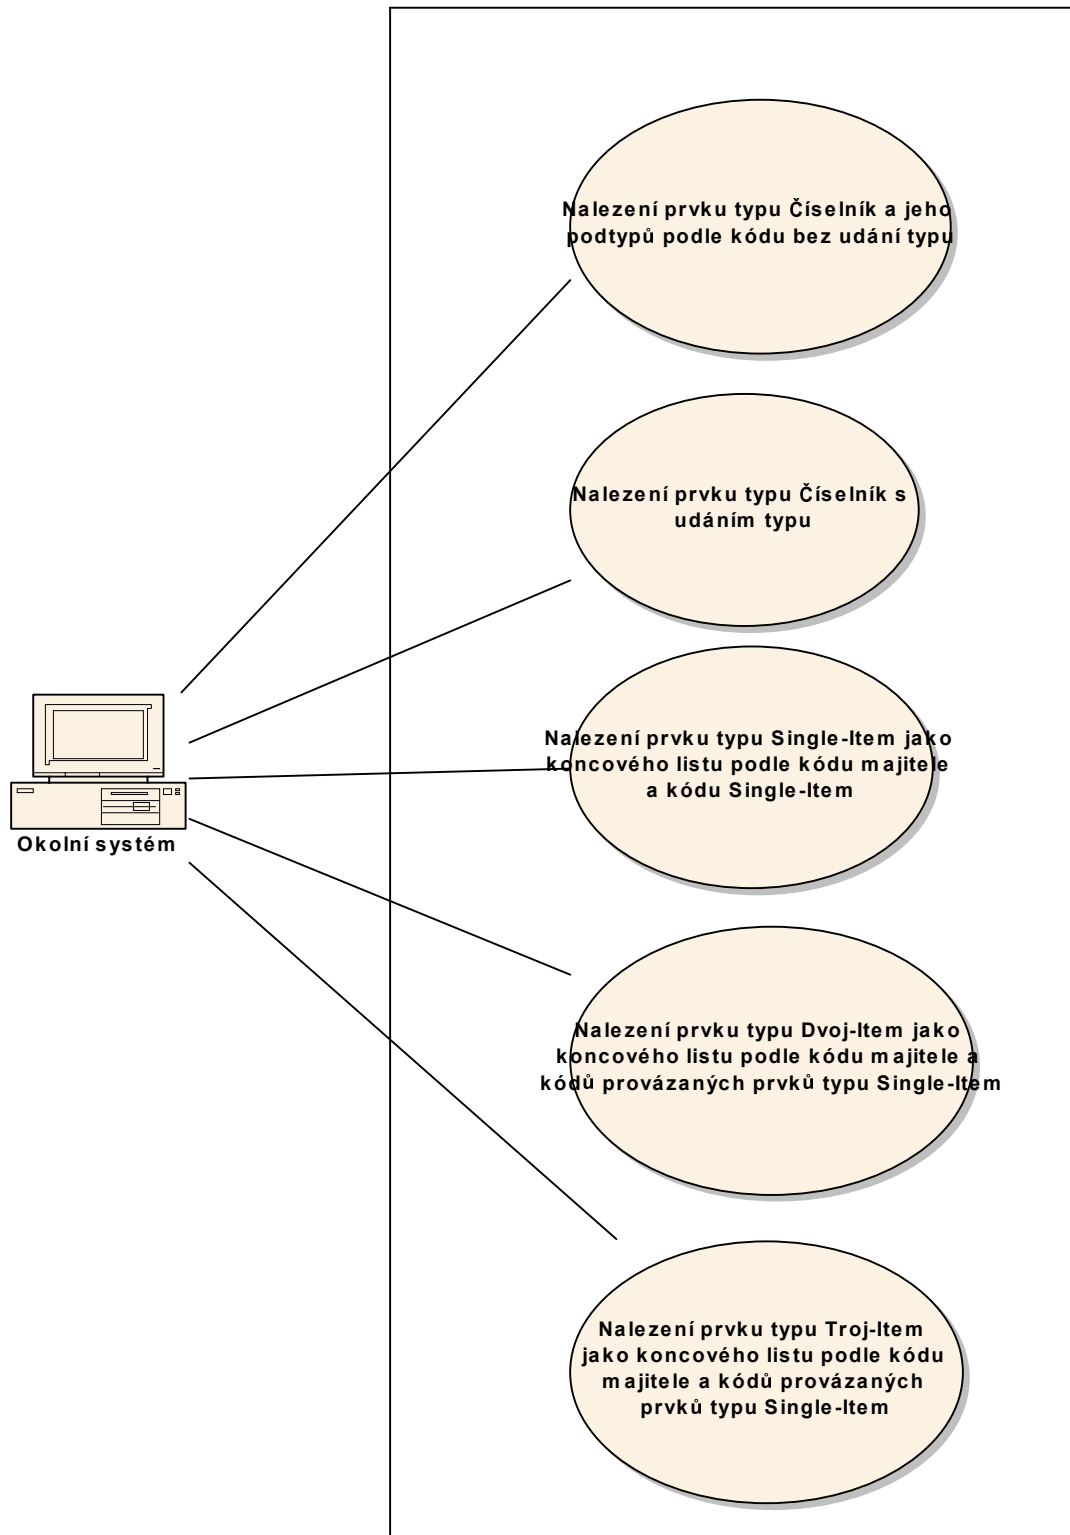 Nalezení prvku typu Číselník a jeho
podtypů podle kódu bez udání typu
Nalezení prvku typu Číselník s
udáním typu
Nalezení prvku typu Single-Item jako
koncového listu podle kódu majitele
a kódu Single-Item
Okolní systém
Nalezení prvku typu Dvoj-Item jako
koncového listu podle kódu majitele a
kódů provázaných prvků typu Single-Item
Nalezení prvku typu Troj-Item
jako koncového listu podle kódu
majitele a kódů provázaných
prvků typu Single-Item